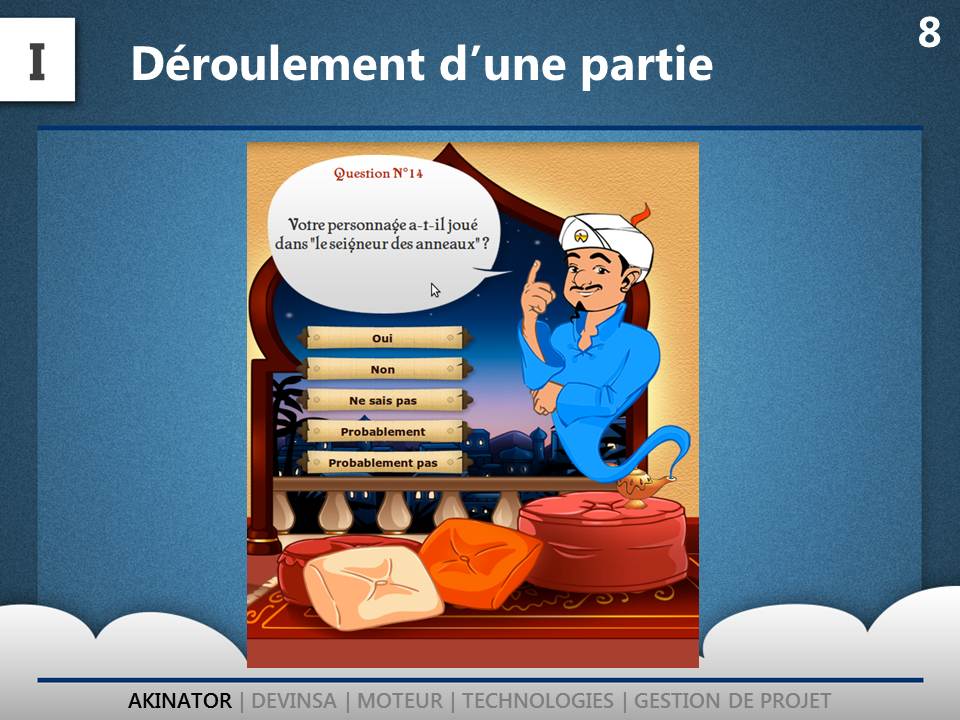 I
Déroulement d’une partie
8
Question N°14
Votre personnage a-t-il joué
dans "le seigneur des anneaux" ?
Oui
Non
Ne sais pas
Probablement
Probablement pas
AKINATOR | DEVINSA | MOTEUR | TECHNOLOGIES | GESTION DE PROJET